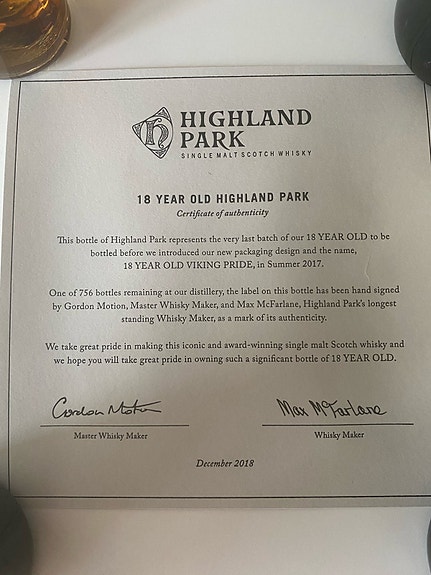 HIGHLAND
PARK
SINGLE MALT SCOTCH WHISKY
18 YEAR OLD HIGHLAND PARK
Certificate of authenticity
This bottle of Highland Park represents the very last batch of our 18 YEAR OLD to be
bottled before we introduced our new packaging design and the name,
18 YEAR OLD VIKING PRIDE, in Summer 2017.
One of 756 bottles remaining at our distillery, the label on this bottle has been hand signed
by Gordon Motion, Master Whisky Maker, and Max McFarlane, Highland Park's longest
standing Whisky Maker, as a mark of its authenticity.
We take great pride in making this iconic and award-winning single malt Scotch whisky and
we hope you will take great pride in owning such a significant bottle of 18 YEAR OLD.
Gordon Motion Max McFarlane
Master Whisky Maker Whisky Maker
December 2018